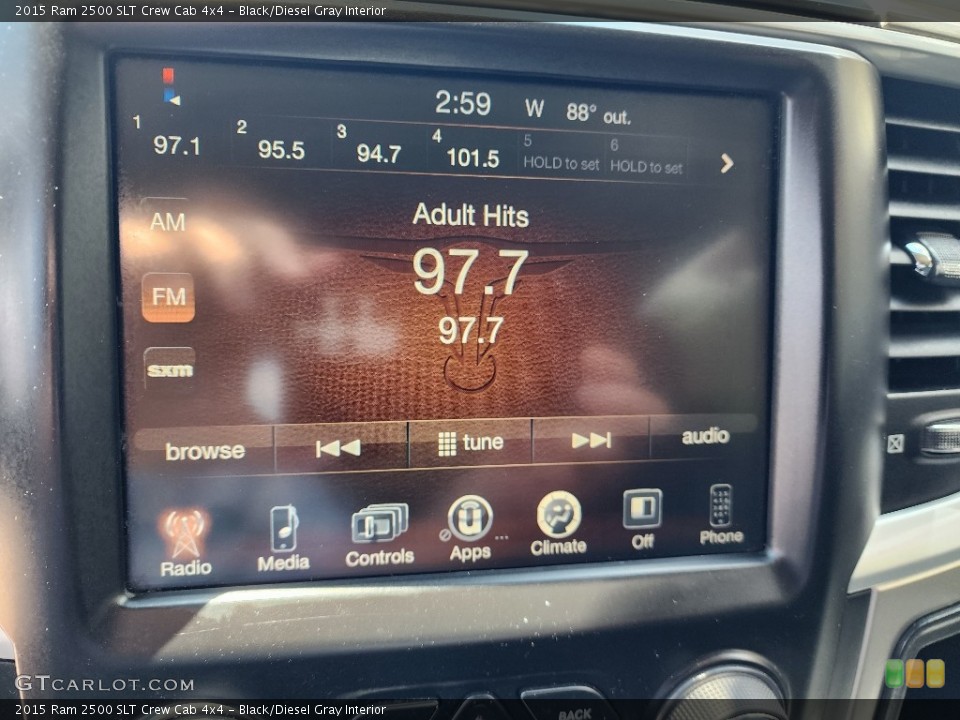 2015 Ram 2500 SLT Crew Cab 4x4 - Black/Diesel Gray Interior
2:59 W 88° out.
1 97.1 2 95.5 3 94.7 4 101.5 5 HOLD to set 6 HOLD to set
AM
Adult Hits
97.7
FM
97.7
sxm
browse tune audio
Radio Media Controls Apps ... Climate Off Phone
BACK
GTCARLOT.COM
2015 Ram 2500 SLT Crew Cab 4x4 - Black/Diesel Gray Interior